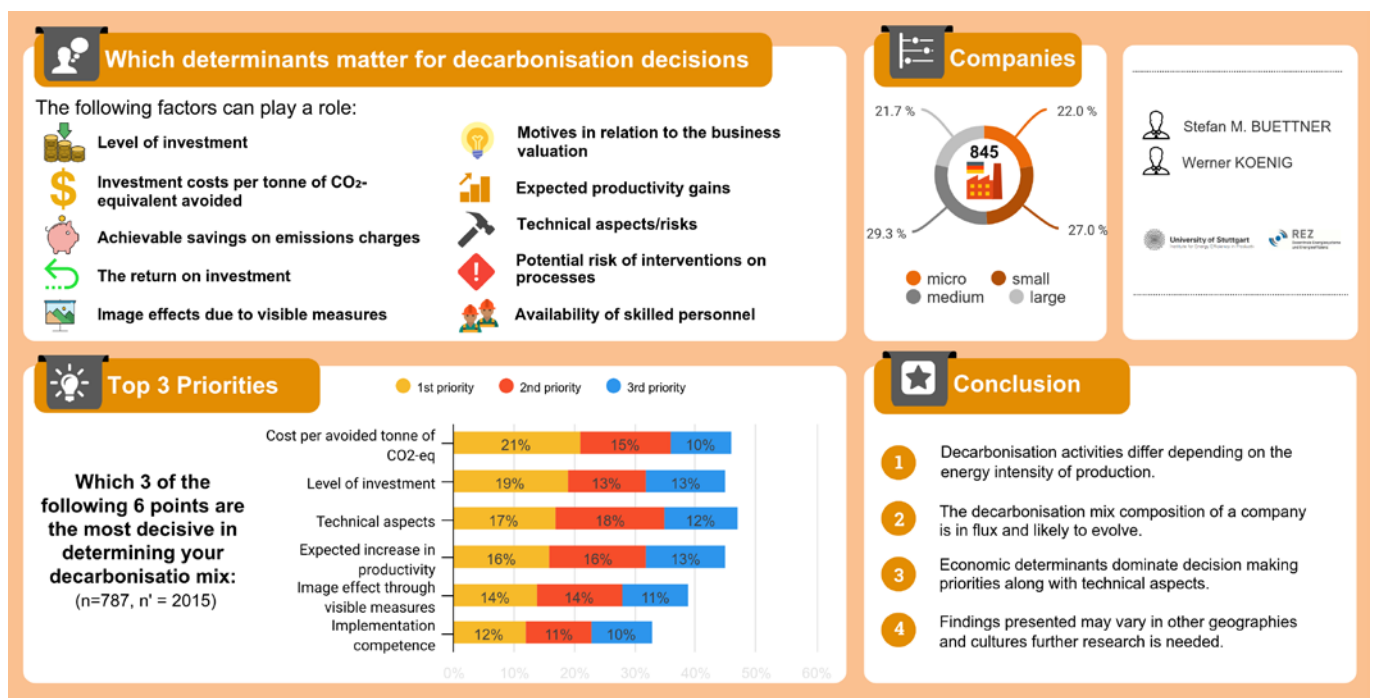 Which determinants matter for decarbonisation decisions
The following factors can play a role:
Level of investment
Investment costs per tonne of CO₂-
equivalent avoided
Achievable savings on emissions charges
The return on investment
Image effects due to visible measures
Motives in relation to the business
valuation
Expected productivity gains
Technical aspects/risks
Potential risk of interventions on
processes
Availability of skilled personnel
Companies
21.7 %
22.0 %
845
29.3 %
27.0 %
micro
small
medium
large
Stefan M. BUETTNER
Werner KOENIG
University of Stuttgart
REZ
Top 3 Priorities
1st priority
2nd priority
3rd priority
Which 3 of the
following 6 points are
the most decisive in
determining your
decarbonisatio mix:
(n=787, n' = 2015)
Cost per avoided tonne of
CO2-eq
21%
15%
10%
Level of investment
19%
13%
13%
Technical aspects
17%
18%
12%
Expected increase in
productivity
16%
16%
13%
Image effect through
visible measures
14%
14%
11%
Implementation
competence
12%
11%
10%
0%
10%
20%
30%
40%
50%
60%
Conclusion
1
Decarbonisation activities differ depending on the
energy intensity of production.
2
The decarbonisation mix composition of a company
is in flux and likely to evolve.
3
Economic determinants dominate decision making
priorities along with technical aspects.
4
Findings presented may vary in other geographies
and cultures further research is needed.